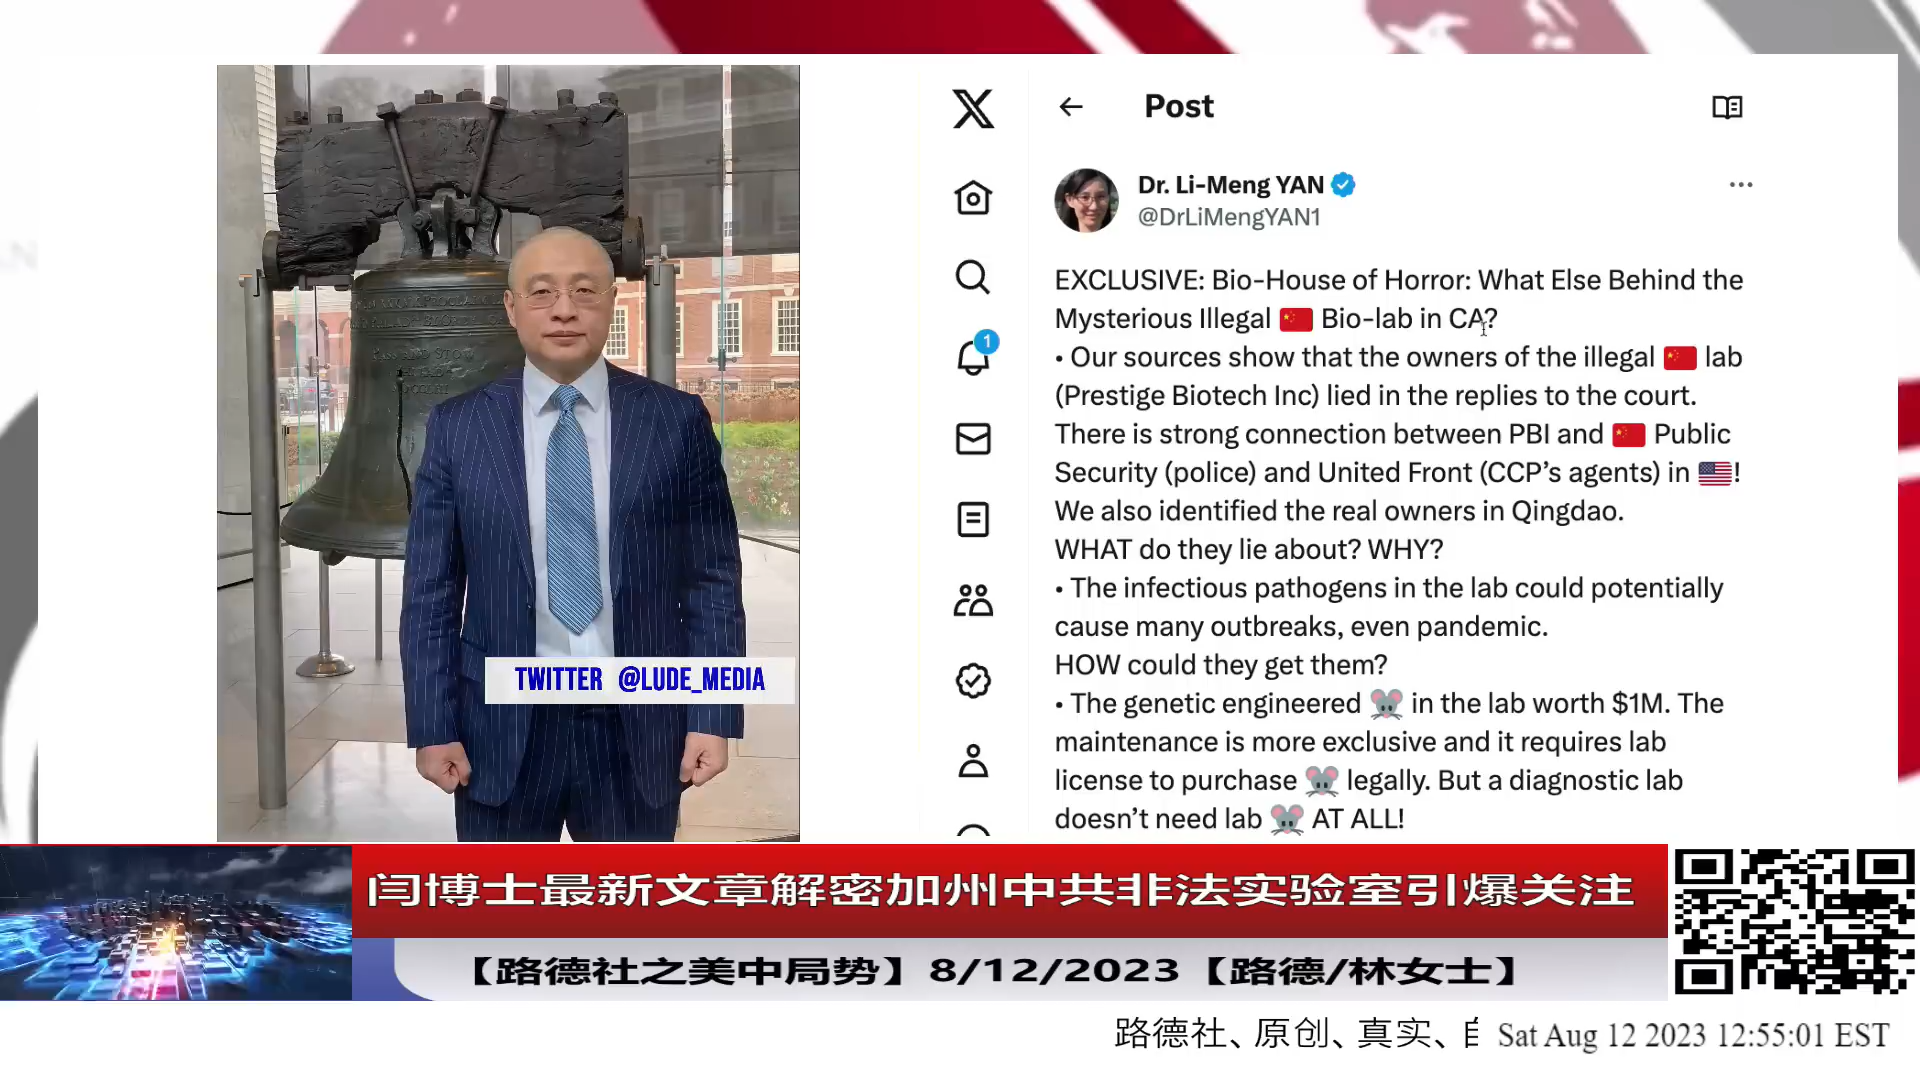 TWITTER @LUDE_MEDIA
Post
Dr. Li-Meng YAN
@DrLiMengYAN1
1
EXCLUSIVE: Bio-House of Horror: What Else Behind the
Mysterious Illegal 🇨🇳 Bio-lab in CA?
• Our sources show that the owners of the illegal 🇨🇳 lab
(Prestige Biotech Inc) lied in the replies to the court.
There is strong connection between PBI and 🇨🇳 Public
Security (police) and United Front (CCP’s agents) in 🇺🇸!
We also identified the real owners in Qingdao.
WHAT do they lie about? WHY?
• The infectious pathogens in the lab could potentially
cause many outbreaks, even pandemic.
HOW could they get them?
• The genetic engineered 🐭 in the lab worth $1M. The
maintenance is more exclusive and it requires lab
license to purchase 🐭 legally. But a diagnostic lab
doesn’t need lab 🐭 AT ALL!
闫博士最新文章解密加州中共非法实验室引爆关注
【路德社之美中局势】8/12/2023【路德/林女士】
路德社、原创、真实、
Sat Aug 12 2023 12:55:01 EST